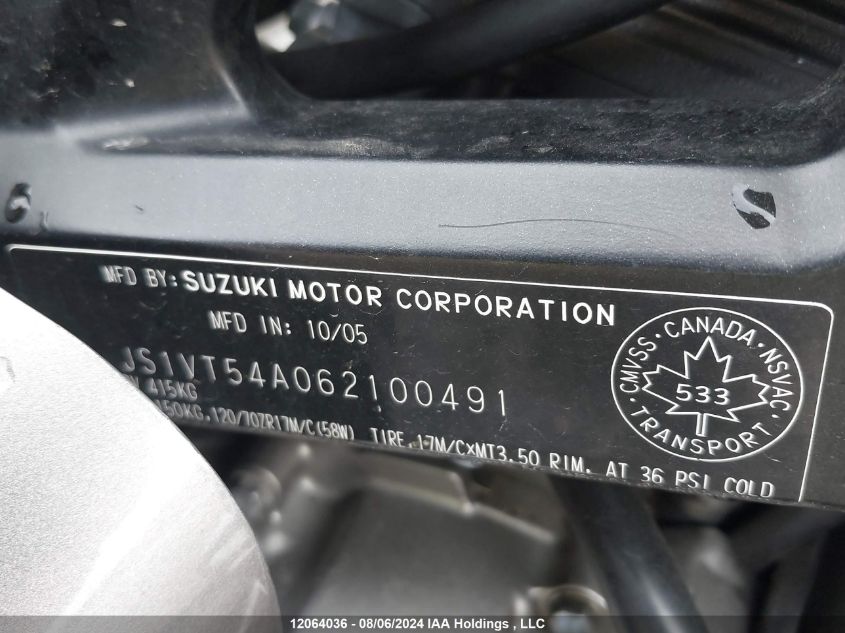 MFD BY: SUZUKI MOTOR CORPORATION
MFD IN: 10/05
JS1VT54A062100491
415KG
150KG, 120/70ZR17M/C(58W) TIRE, 17M/CxMT3.50 RIM. AT 36 PSI COLD
CMVSS · CANADA · NSVAC ·
533
TRANSPORT
S
12064036 - 08/06/2024 IAA Holdings , LLC